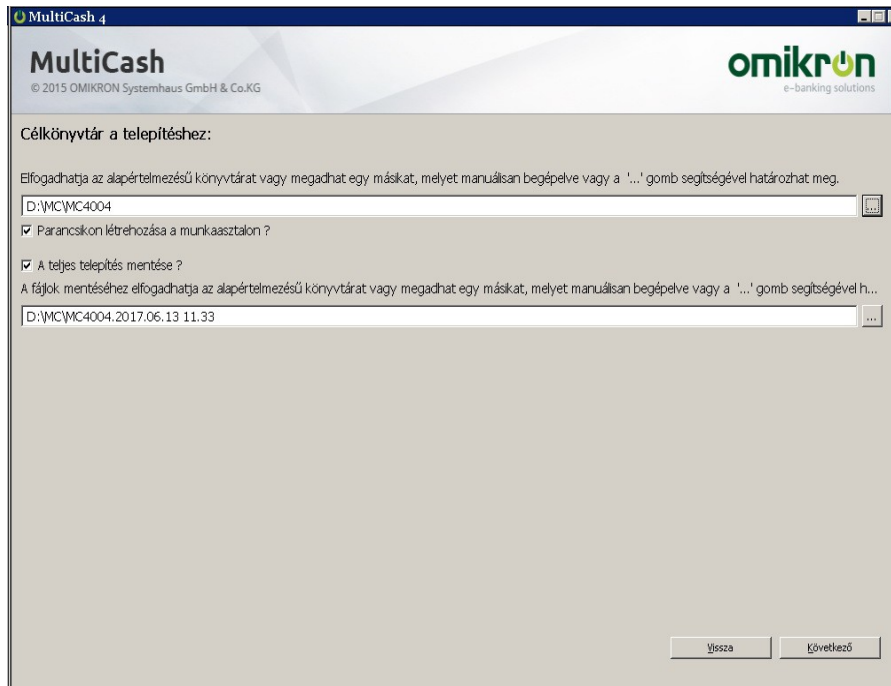 MultiCash 4
MultiCash
© 2015 OMIKRON Systemhaus GmbH & Co.KG
omikron
e-banking solutions
Célkönyvtár a telepítéshez:
Elfogadhatja az alapértelmezésű könyvtárat vagy megadhat egy másikat, melyet manuálisan begépelve vagy a '...' gomb segítségével határozhat meg.
D:\MC\MC4004
...
Parancsikon létrehozása a munkaasztalon ?
A teljes telepítés mentése ?
A fájlok mentéséhez elfogadhatja az alapértelmezésű könyvtárat vagy megadhat egy másikat, melyet manuálisan begépelve vagy a '...' gomb segítségével h...
D:\MC\MC4004.2017.06.13 11.33
...
Vissza
Következő